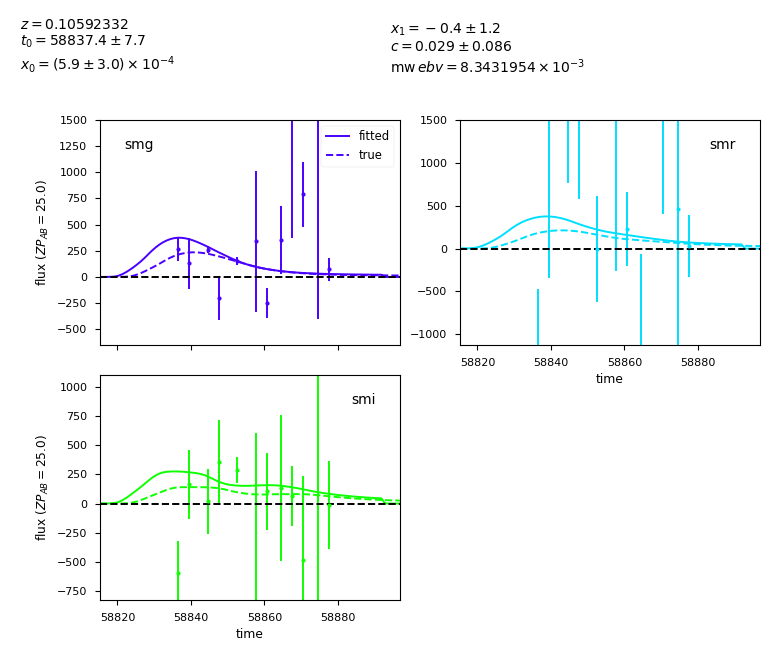 z = 0.10592332
t₀ = 58837.4 ± 7.7
x₀ = (5.9 ± 3.0) × 10⁻⁴
x₁ = −0.4 ± 1.2
c = 0.029 ± 0.086
mw ebv = 8.3431954 × 10⁻³
smg
fitted
true
1500
1250
1000
750
500
250
0
−250
−500
flux (ZP_AB = 25.0)
smr
1500
1000
500
0
−500
−1000
58820
58840
58860
58880
time
smi
1000
750
500
250
0
−250
−500
−750
flux (ZP_AB = 25.0)
58820
58840
58860
58880
time